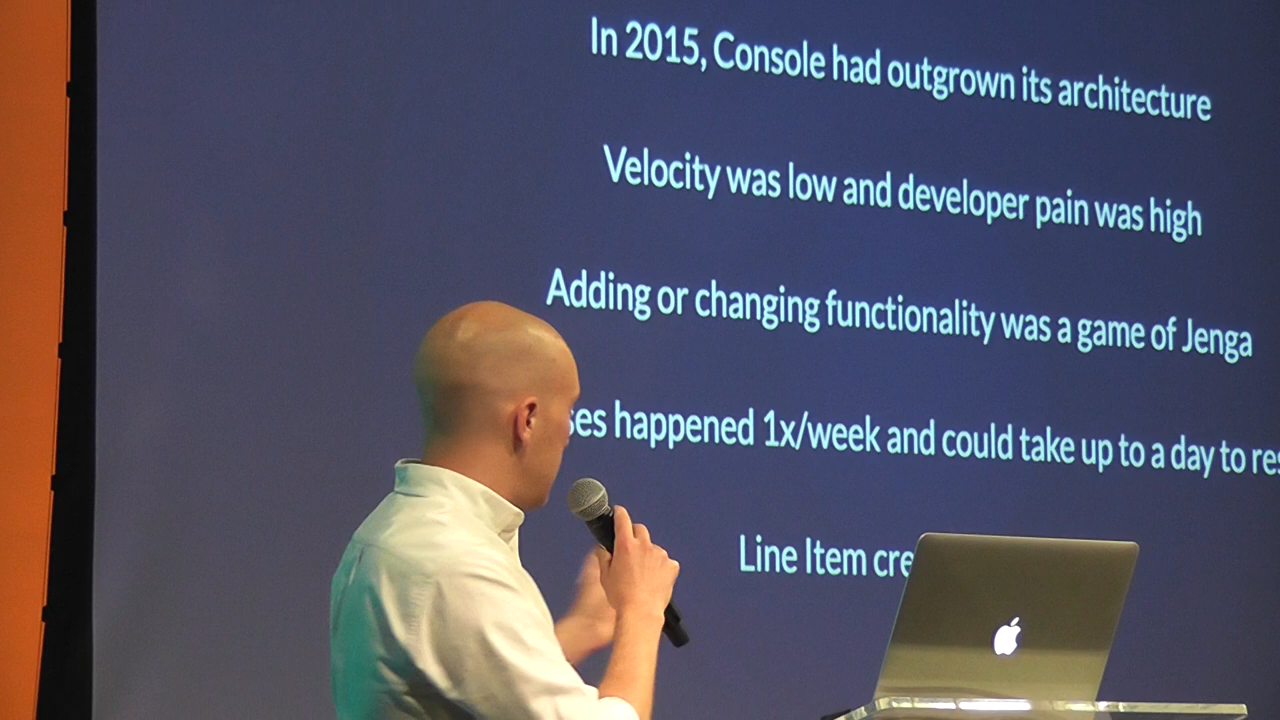 In 2015, Console had outgrown its architecture
Velocity was low and developer pain was high
Adding or changing functionality was a game of Jenga
happened 1x/week and could take up to a day to
Line Item